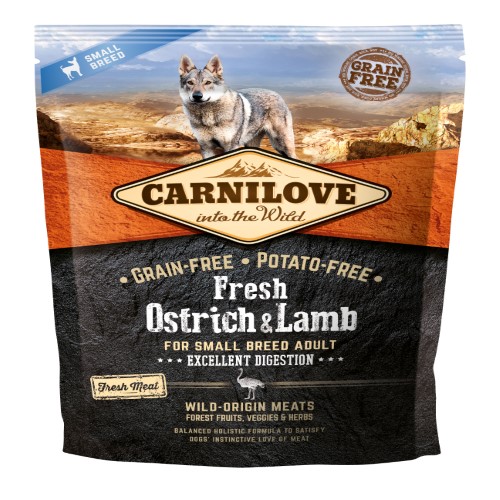 SMALL
BREED
GRAIN
FREE
CARNILOVE
into the Wild
• GRAIN-FREE • POTATO-FREE •
Fresh
Ostrich & Lamb
FOR SMALL BREED ADULT
★★★ EXCELLENT DIGESTION ★★★
Fresh Meat
WILD-ORIGIN MEATS
FOREST FRUITS, VEGGIES & HERBS
BALANCED HOLISTIC FORMULA TO SATISFY
DOGS' INSTINCTIVE LOVE OF MEAT